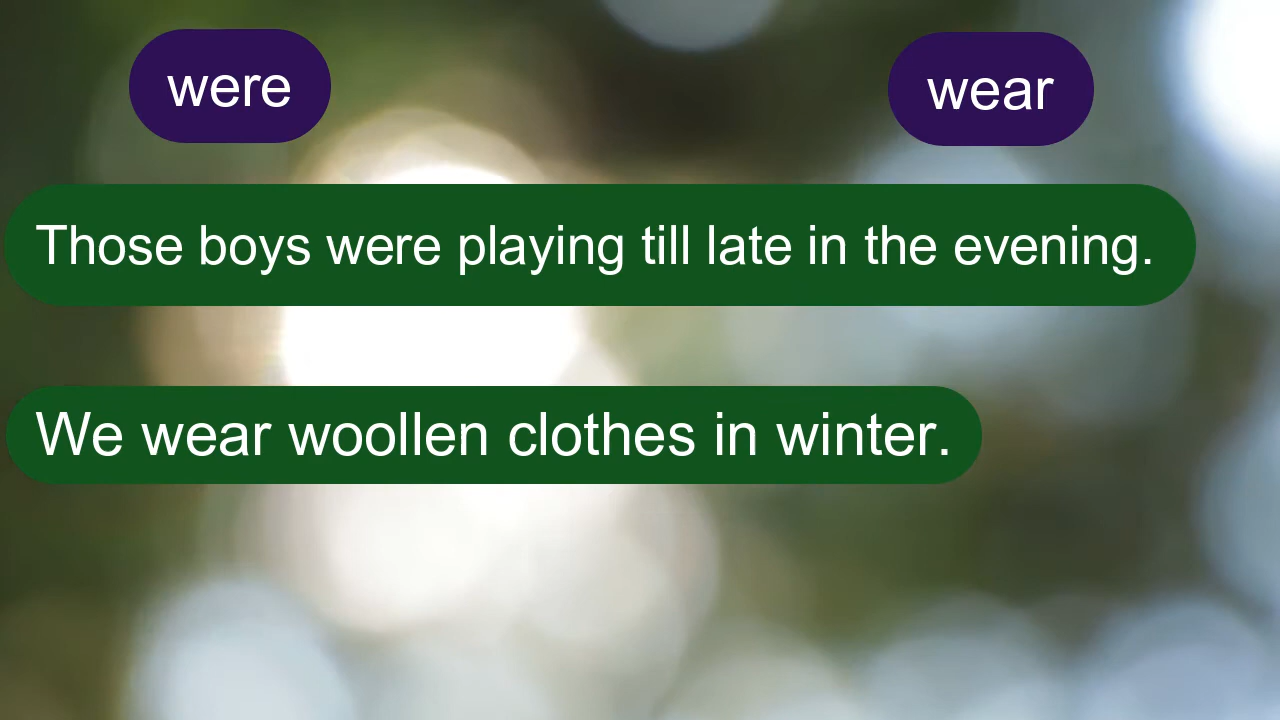 were
wear
Those boys were playing till late in the evening.
We wear woollen clothes in winter.